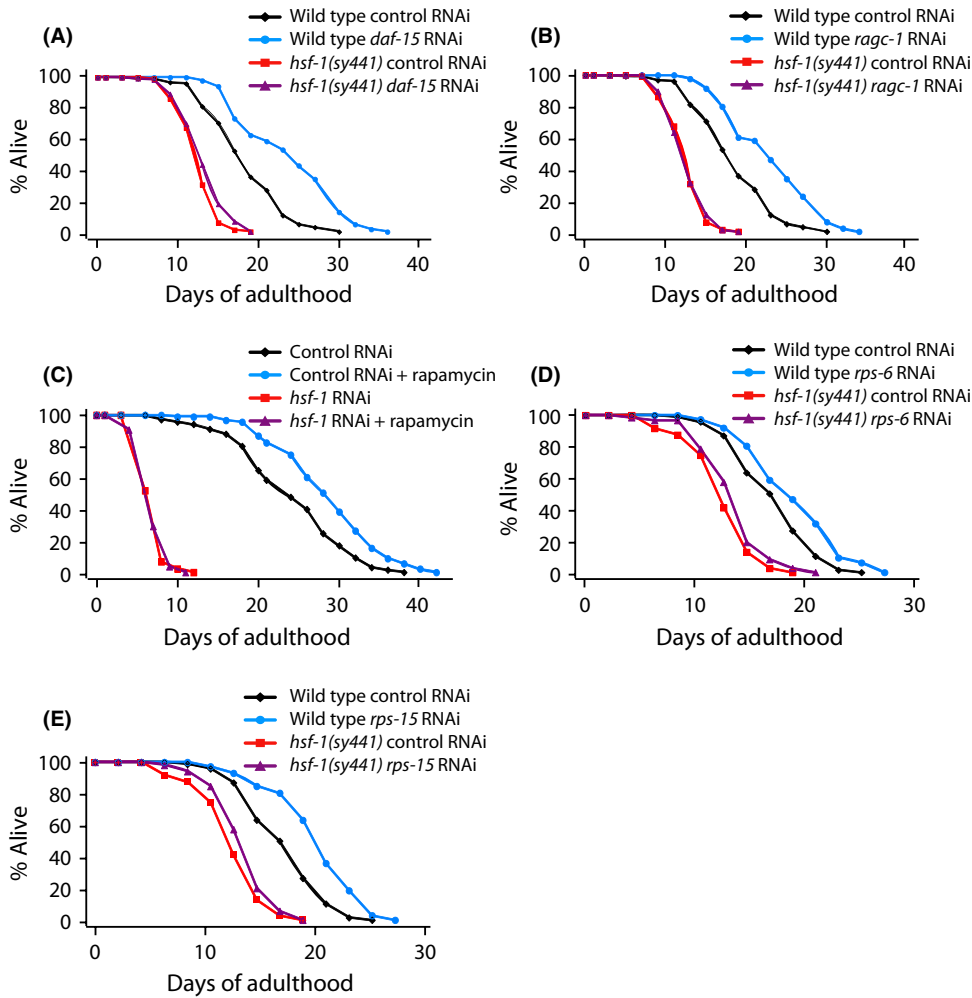 (A)
Wild type control RNAi
Wild type daf-15 RNAi
hsf-1(sy441) control RNAi
hsf-1(sy441) daf-15 RNAi
100
80
60
40
20
0
% Alive
0 10 20 30 40
Days of adulthood
(B)
Wild type control RNAi
Wild type ragc-1 RNAi
hsf-1(sy441) control RNAi
hsf-1(sy441) ragc-1 RNAi
100
80
60
40
20
0
% Alive
0 10 20 30 40
Days of adulthood
(C)
Control RNAi
Control RNAi + rapamycin
hsf-1 RNAi
hsf-1 RNAi + rapamycin
100
80
60
40
20
0
% Alive
0 10 20 30 40
Days of adulthood
(D)
Wild type control RNAi
Wild type rps-6 RNAi
hsf-1(sy441) control RNAi
hsf-1(sy441) rps-6 RNAi
100
80
60
40
20
0
% Alive
0 10 20 30
Days of adulthood
(E)
Wild type control RNAi
Wild type rps-15 RNAi
hsf-1(sy441) control RNAi
hsf-1(sy441) rps-15 RNAi
100
80
60
40
20
0
% Alive
0 10 20 30
Days of adulthood